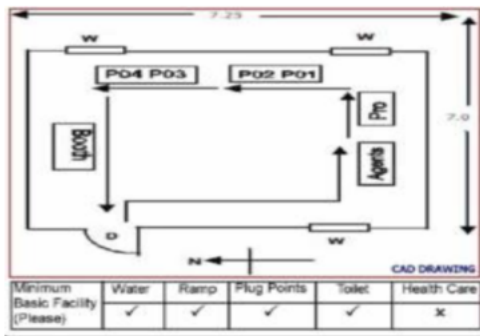 7.25
W W
P04 P03 P02 P01
Pro
7.0
Booth
Agents
D
W
N
CAD DRAWING
Minimum Basic Facility (Please) Water Ramp Plug Points Toilet Health Care
✓ ✓ ✓ ✓ x